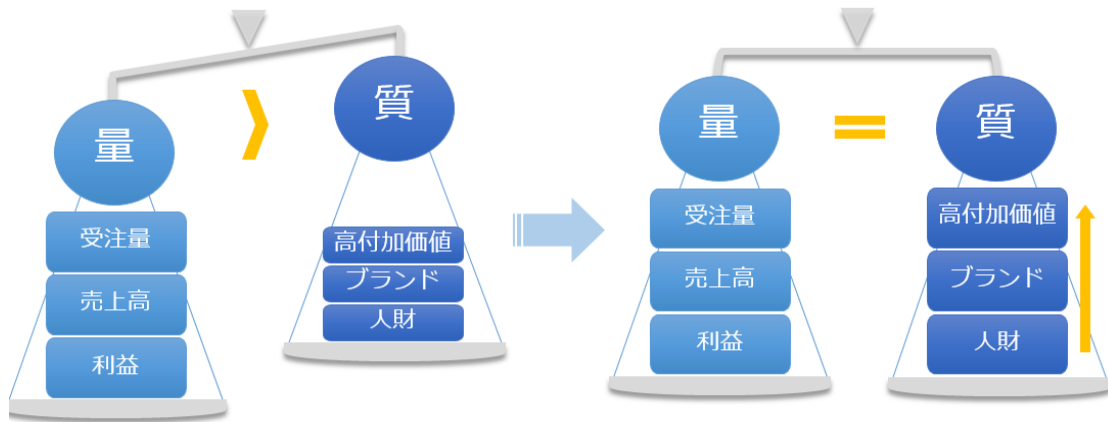 量
質
受注量
売上高
利益
高付加価値
ブランド
人財
量
=
質
受注量
売上高
利益
高付加価値
ブランド
人財